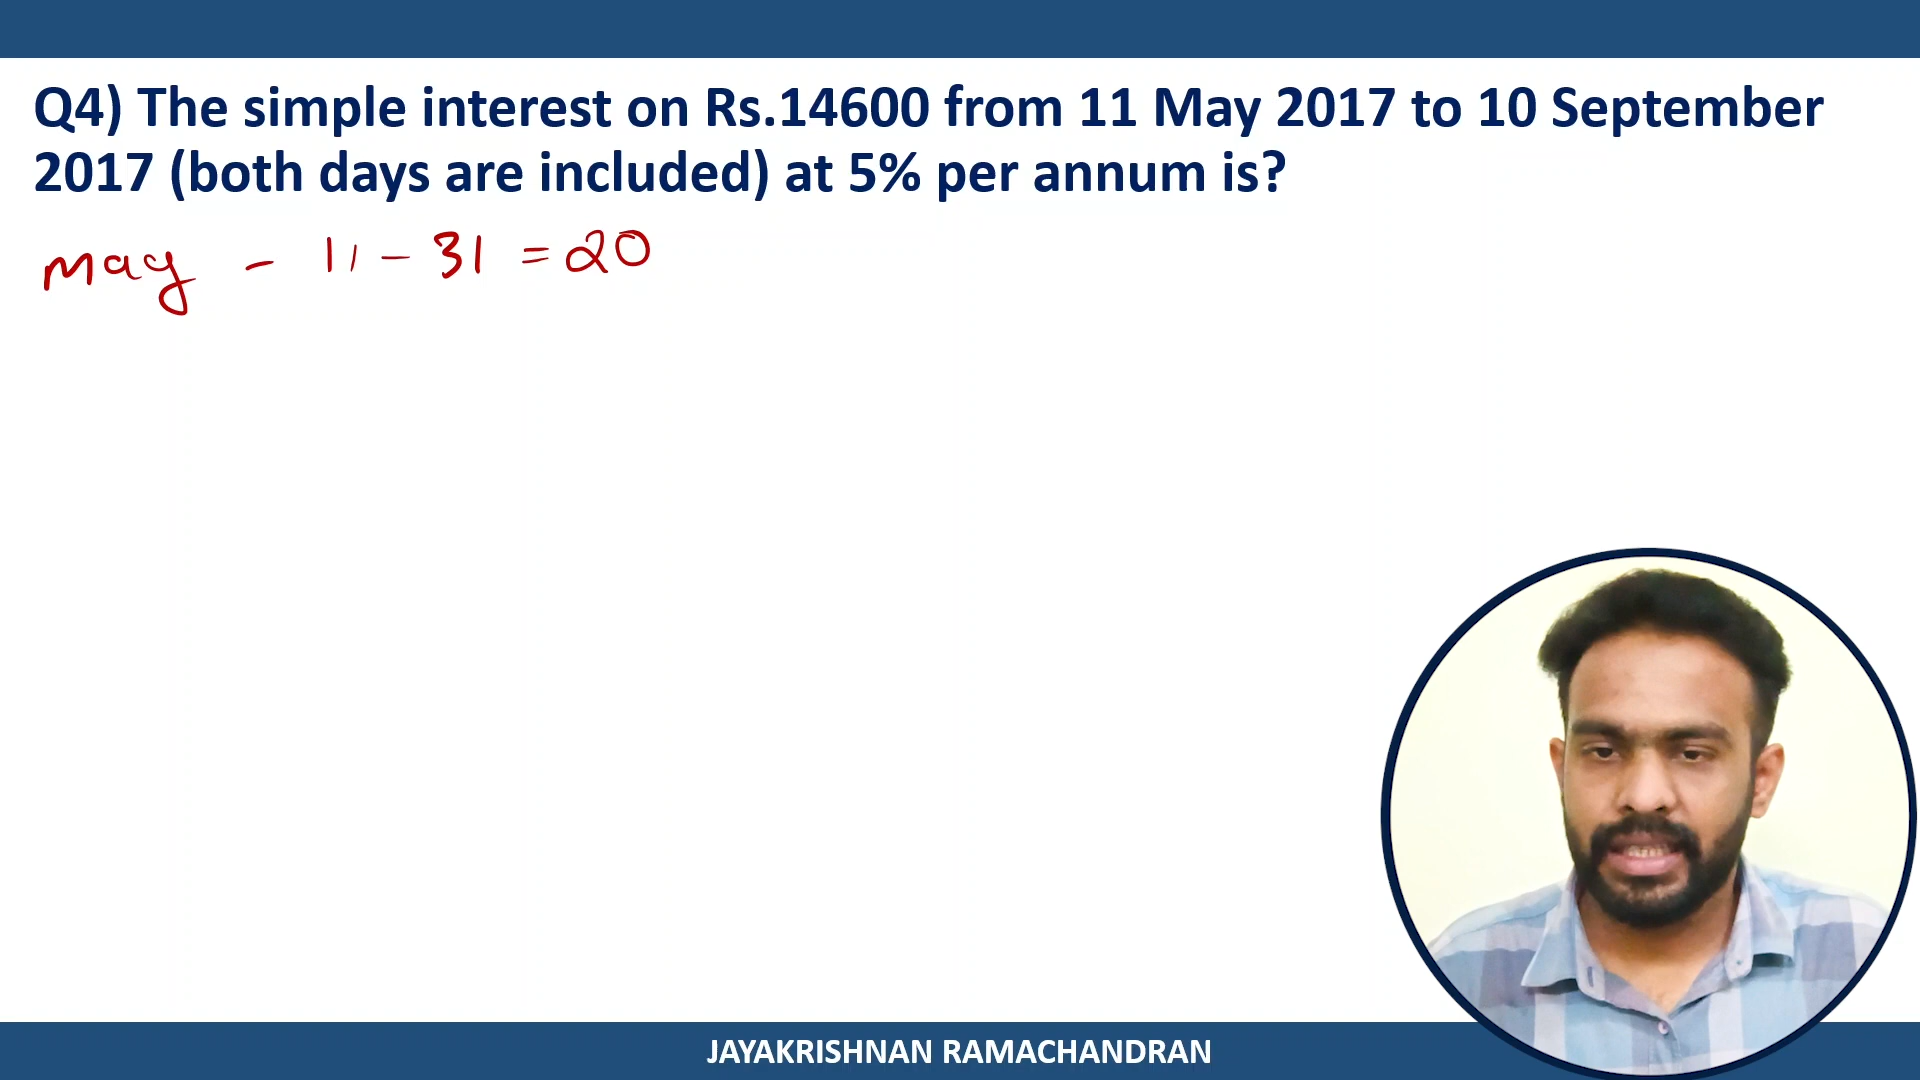 Q4) The simple interest on Rs.14600 from 11 May 2017 to 10 September
2017 (both days are included) at 5% per annum is?
may - 11 - 31 = 20
JAYAKRISHNAN RAMACHANDRAN